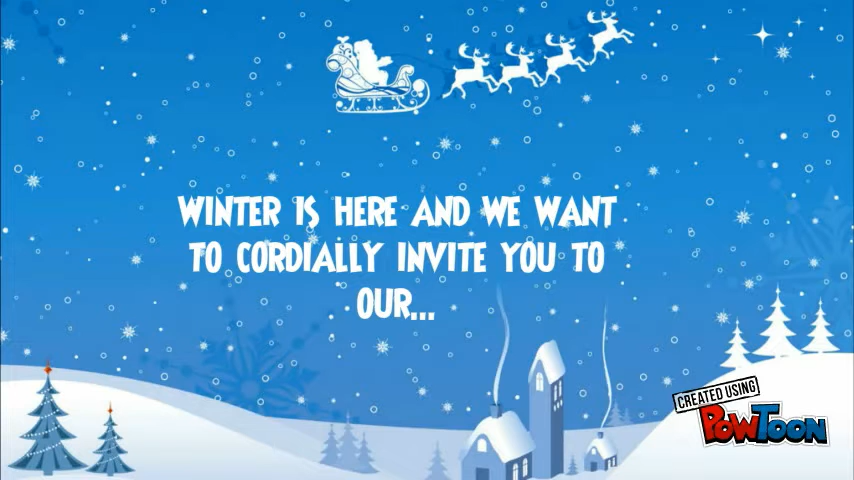 WINTER IS HERE AND WE WANT
TO CORDIALLY INVITE YOU TO
OUR...
CREATED USING
POWTOON